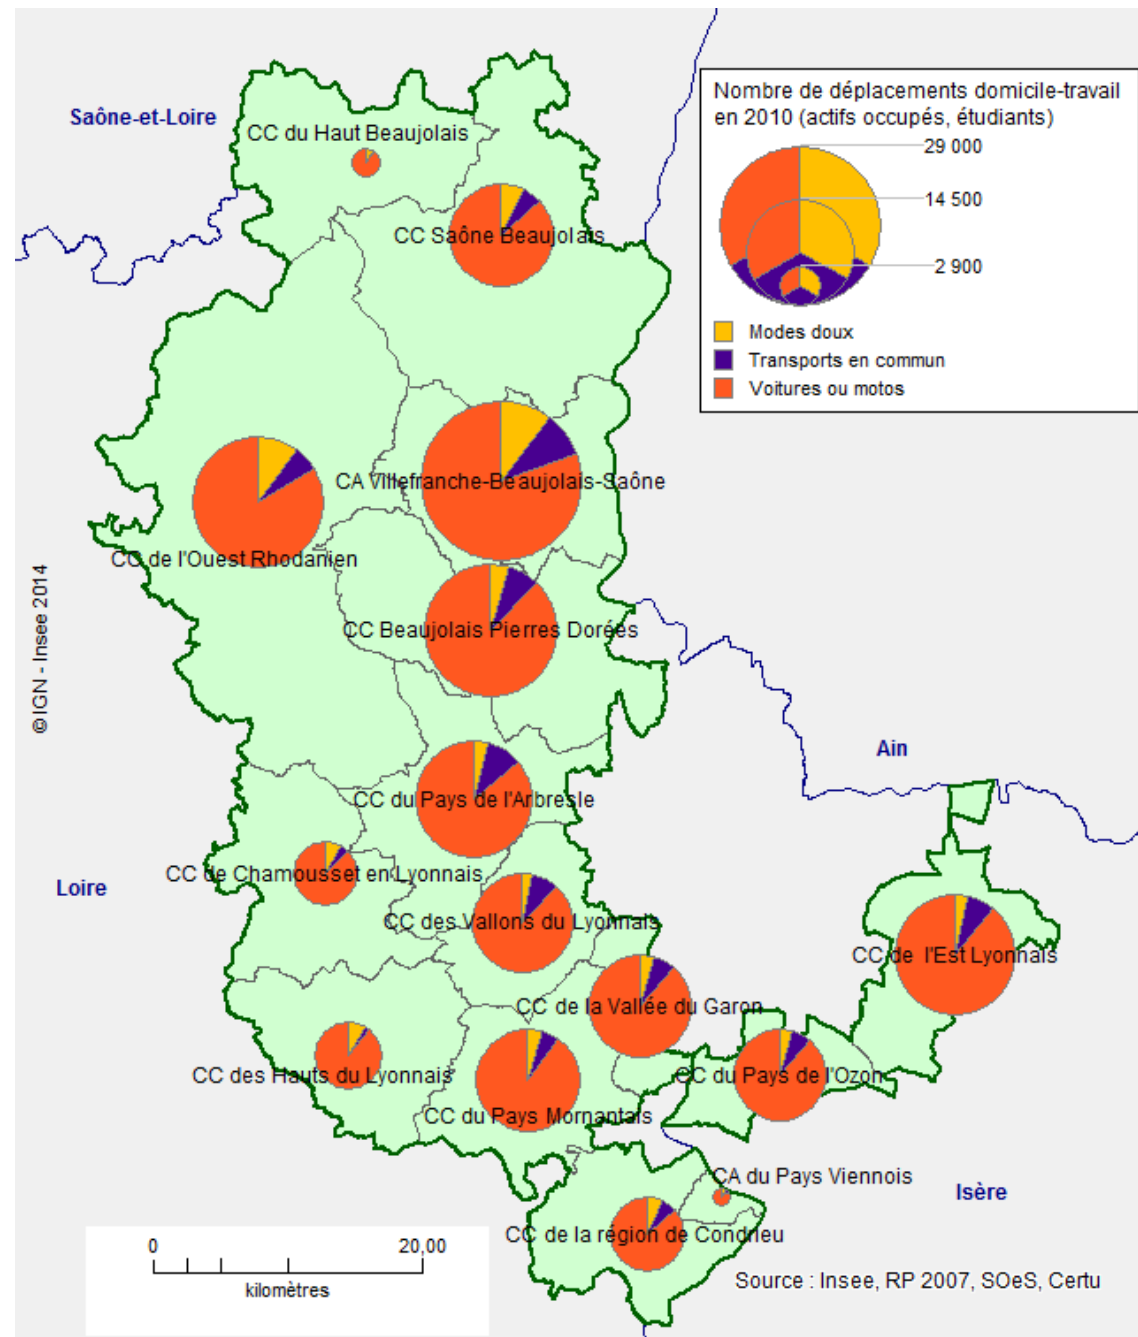 Nombre de déplacements domicile-travail
en 2010 (actifs occupés, étudiants)
29 000
14 500
2 900
Modes doux
Transports en commun
Voitures ou motos
Saône-et-Loire
CC du Haut Beaujolais
CC Saône Beaujolais
CA Villefranche-Beaujolais-Saône
CC de l'Ouest Rhodanien
CC Beaujolais Pierres Dorées
©IGN - Insee 2014
Ain
CC du Pays de l'Arbresle
CC de Chamousset en Lyonnais
Loire
CC des Vallons du Lyonnais
CC de l'Est Lyonnais
CC de la Vallée du Garon
CC des Hauts du Lyonnais
CC du Pays de l'Ozon
CC du Pays Mornantais
CA du Pays Viennois
Isère
CC de la région de Condrieu
0 20,00
kilomètres
Source : Insee, RP 2007, SOeS, Certu